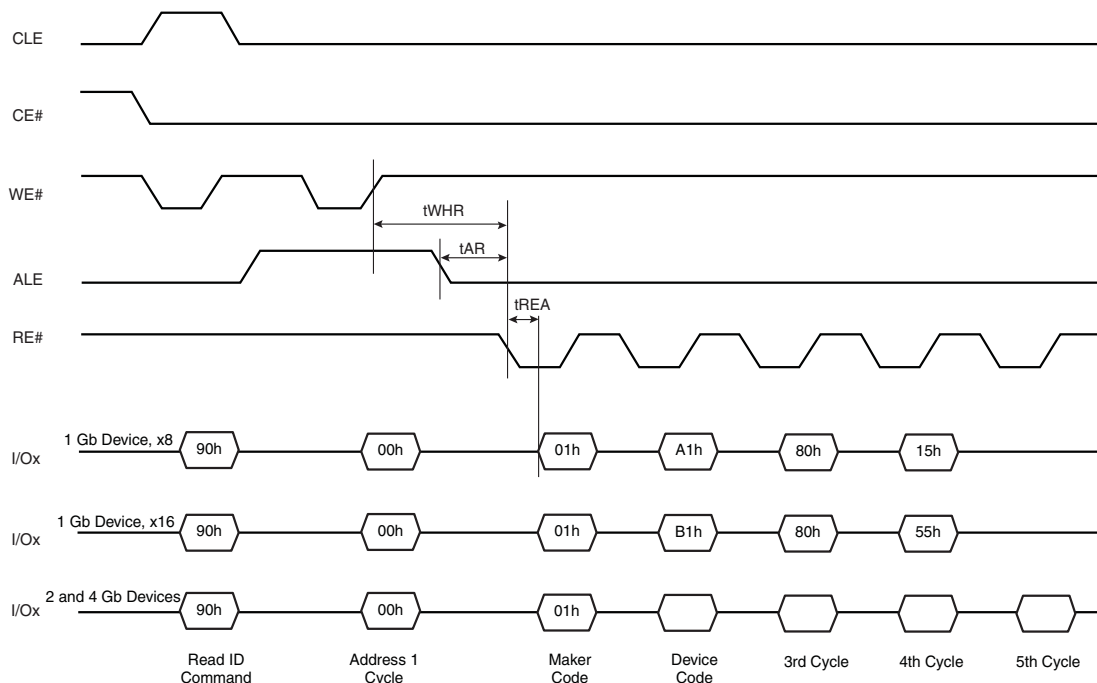 CLE
CE#
WE#
tWHR
tAR
ALE
tREA
RE#
1 Gb Device, x8
I/Ox
90h
00h
01h
A1h
80h
15h
1 Gb Device, x16
I/Ox
90h
00h
01h
B1h
80h
55h
2 and 4 Gb Devices
I/Ox
90h
00h
01h
Read ID
Command
Address 1
Cycle
Maker
Code
Device
Code
3rd Cycle
4th Cycle
5th Cycle